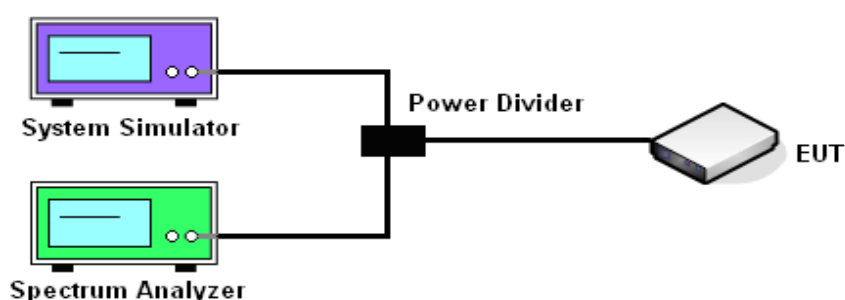 System Simulator
Power Divider
EUT
Spectrum Analyzer